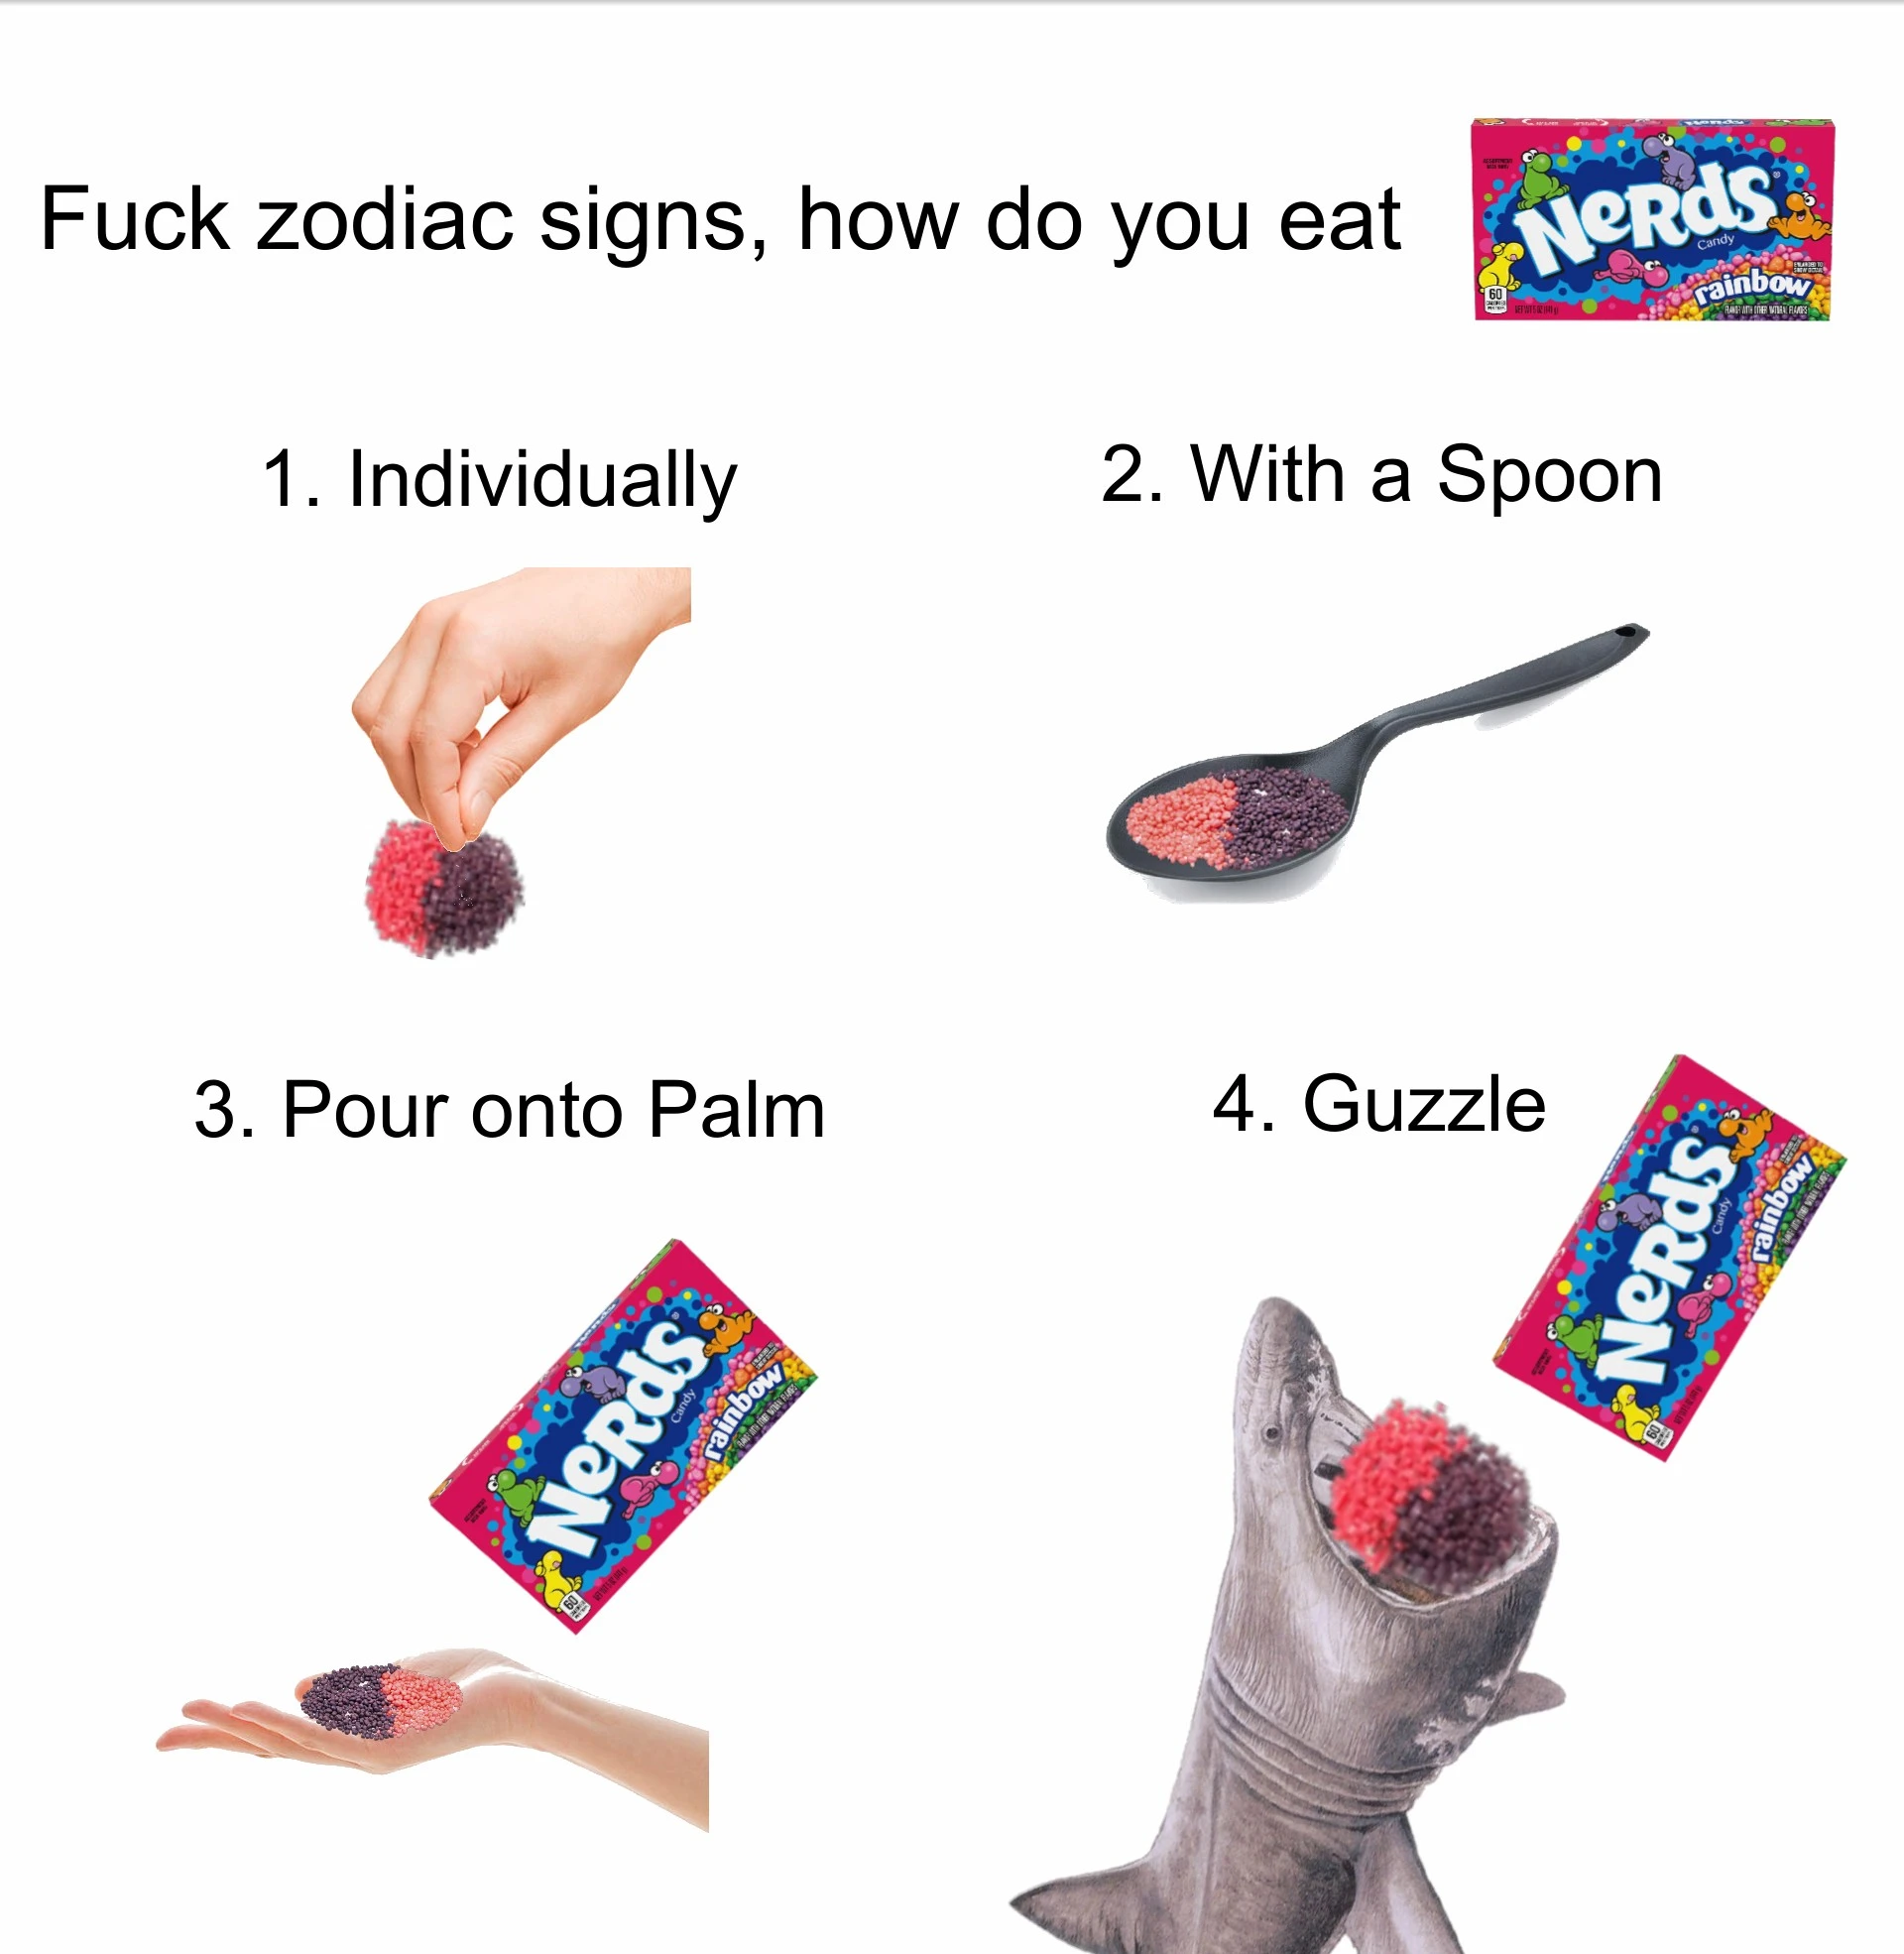 Fuck zodiac signs, how do you eat
NeRdS
Candy
rainbow
60
1. Individually
2. With a Spoon
3. Pour onto Palm
4. Guzzle
NeRdS
Candy
rainbow
60
NeRdS
Candy
rainbow
60